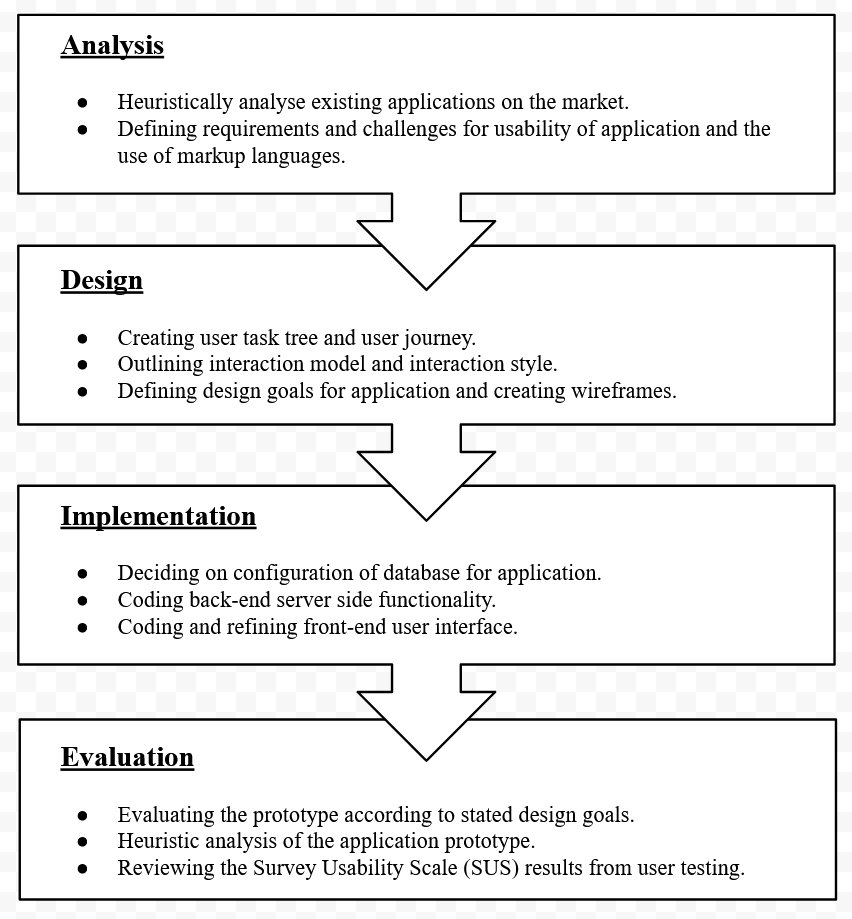 Analysis
● Heuristically analyse existing applications on the market.
● Defining requirements and challenges for usability of application and the
use of markup languages.
Design
● Creating user task tree and user journey.
● Outlining interaction model and interaction style.
● Defining design goals for application and creating wireframes.
Implementation
● Deciding on configuration of database for application.
● Coding back-end server side functionality.
● Coding and refining front-end user interface.
Evaluation
● Evaluating the prototype according to stated design goals.
● Heuristic analysis of the application prototype.
● Reviewing the Survey Usability Scale (SUS) results from user testing.